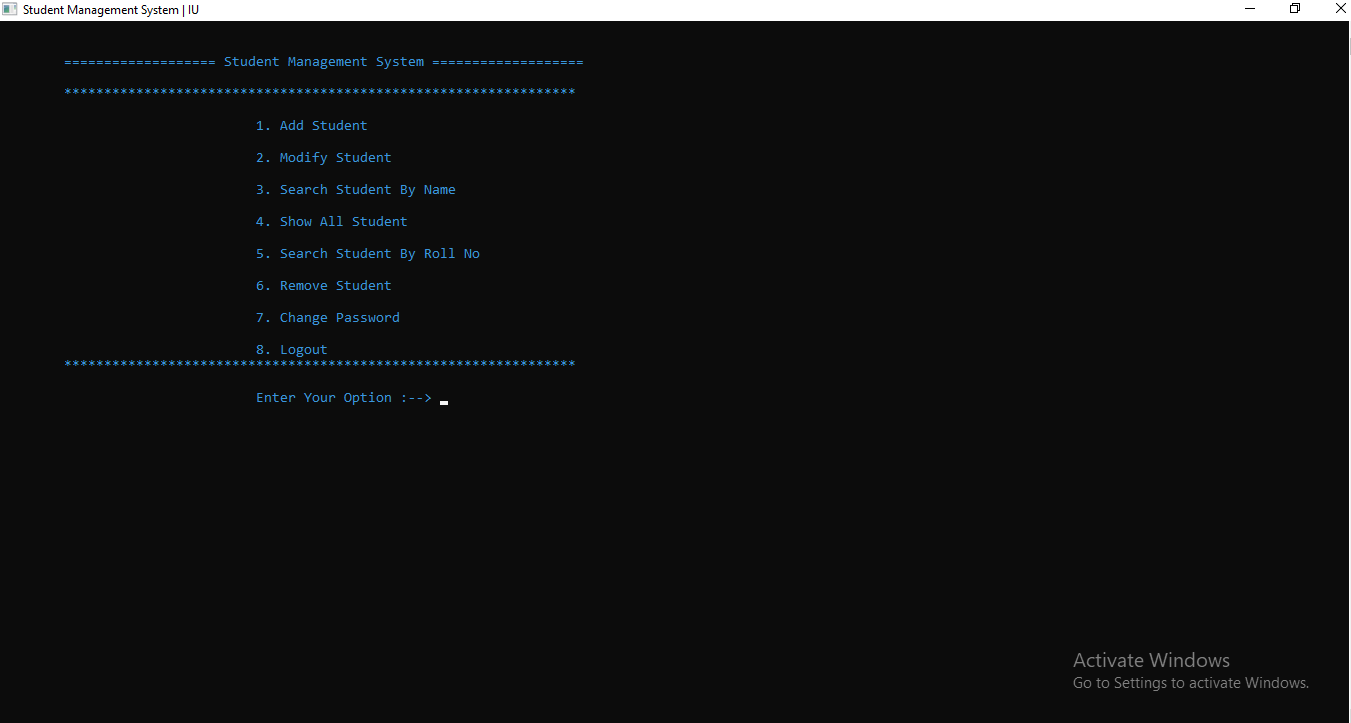 Student Management System | IU
=================== Student Management System ===================
****************************************************************
1. Add Student
2. Modify Student
3. Search Student By Name
4. Show All Student
5. Search Student By Roll No
6. Remove Student
7. Change Password
8. Logout
****************************************************************
Enter Your Option :-->
Activate Windows
Go to Settings to activate Windows.